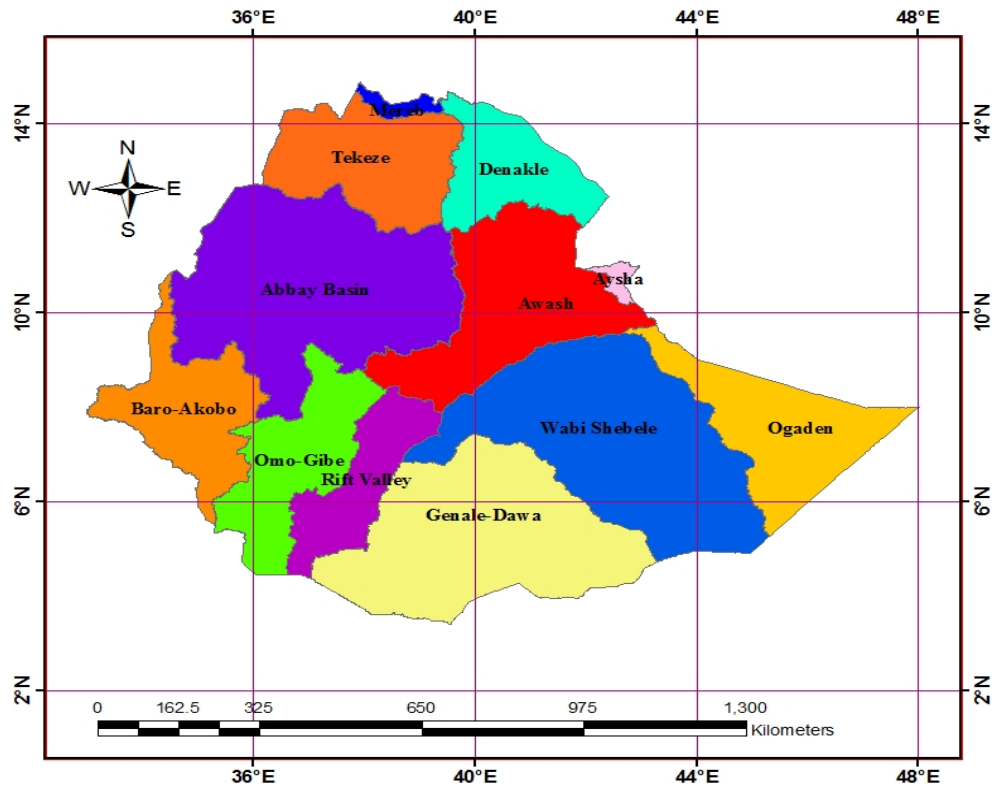 36°E 40°E 44°E 48°E
14°N 14°N
Mereb
N
Tekeze
Denakle
W E
S
Aysha
Abbay Basin
Awash
10°N 10°N
Baro-Akobo
Wabi Shebele
Ogaden
Omo-Gibe
Rift Valley
6°N 6°N
Genale-Dawa
2°N 2°N
0 162.5 325 650 975 1,300
Kilometers
36°E 40°E 44°E 48°E